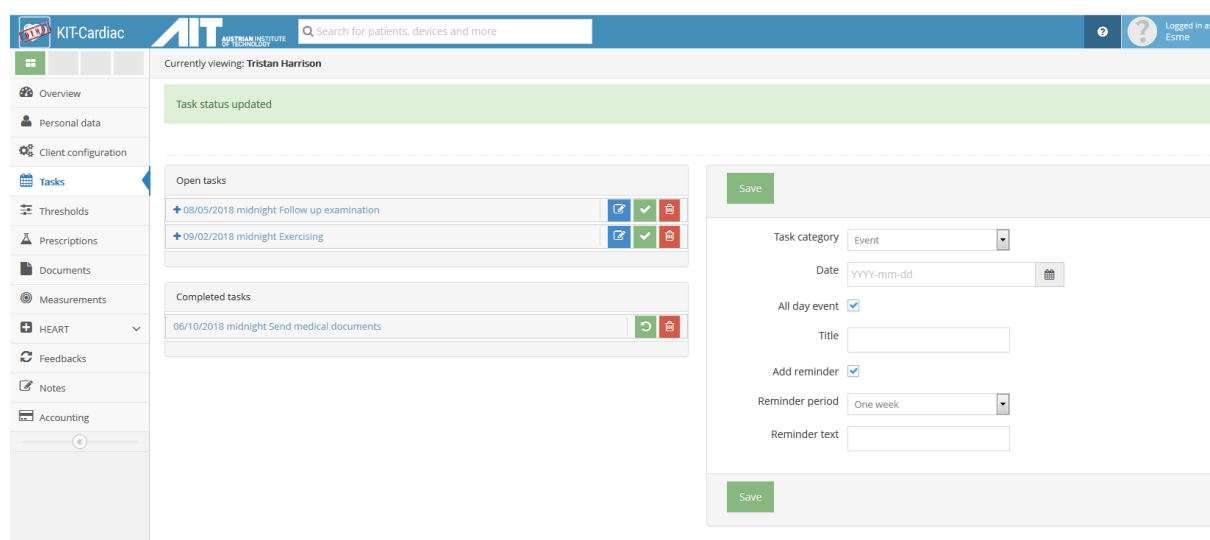 DEMO
KIT-Cardiac
AIT AUSTRIAN INSTITUTE
OF TECHNOLOGY
Search for patients, devices and more
?
Logged in as
Esme
Currently viewing: Tristan Harrison
Overview
Personal data
Client configuration
Tasks
Thresholds
Prescriptions
Documents
Measurements
HEART
Feedbacks
Notes
Accounting
Task status updated
Open tasks
08/05/2018 midnight Follow up examination
09/02/2018 midnight Exercising
Completed tasks
06/10/2018 midnight Send medical documents
Save
Task category Event
Date YYYY-mm-dd
All day event
Title
Add reminder
Reminder period One week
Reminder text
Save